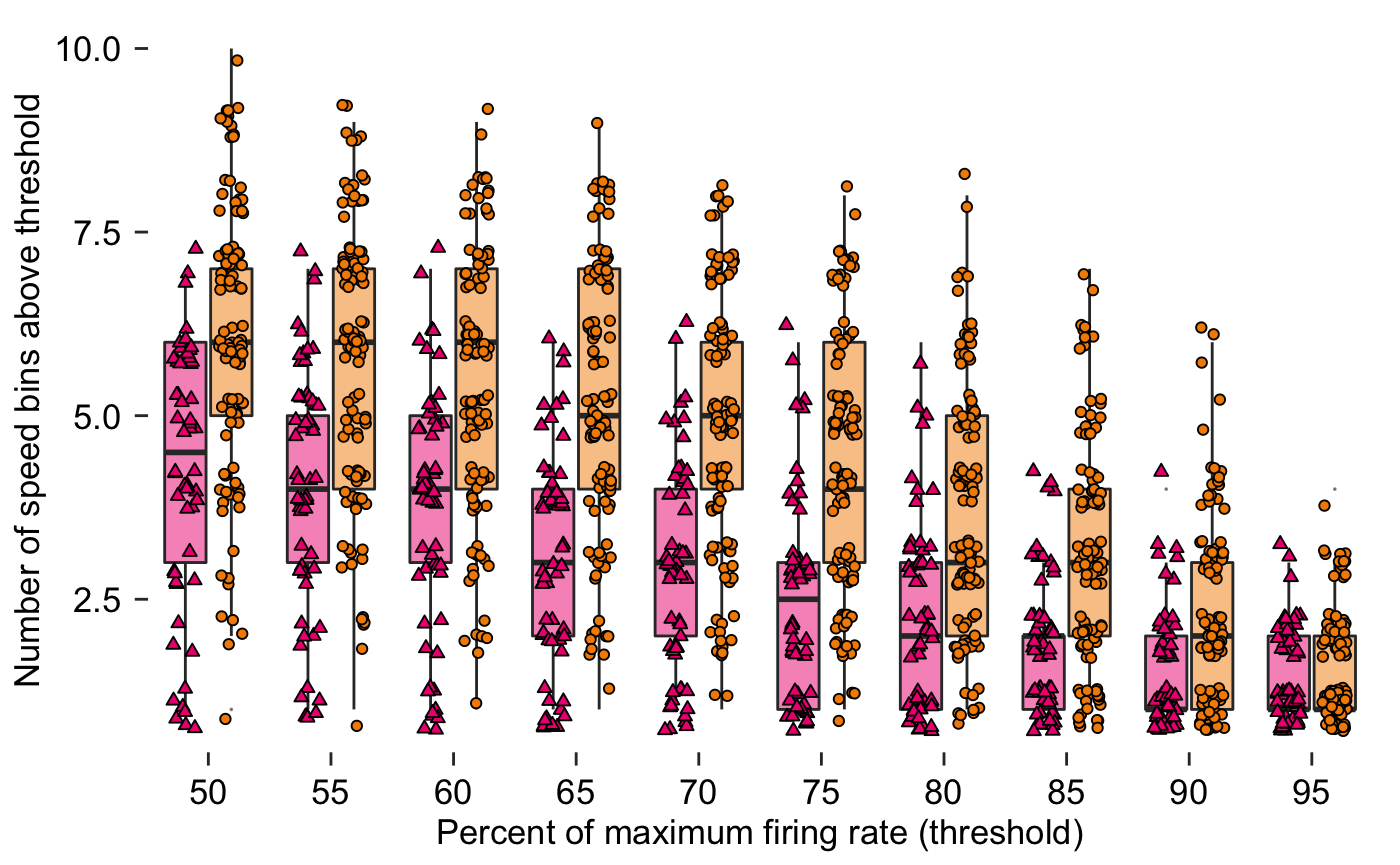 Number of speed bins above threshold
10.0
7.5
5.0
2.5
50 55 60 65 70 75 80 85 90 95
Percent of maximum firing rate (threshold)